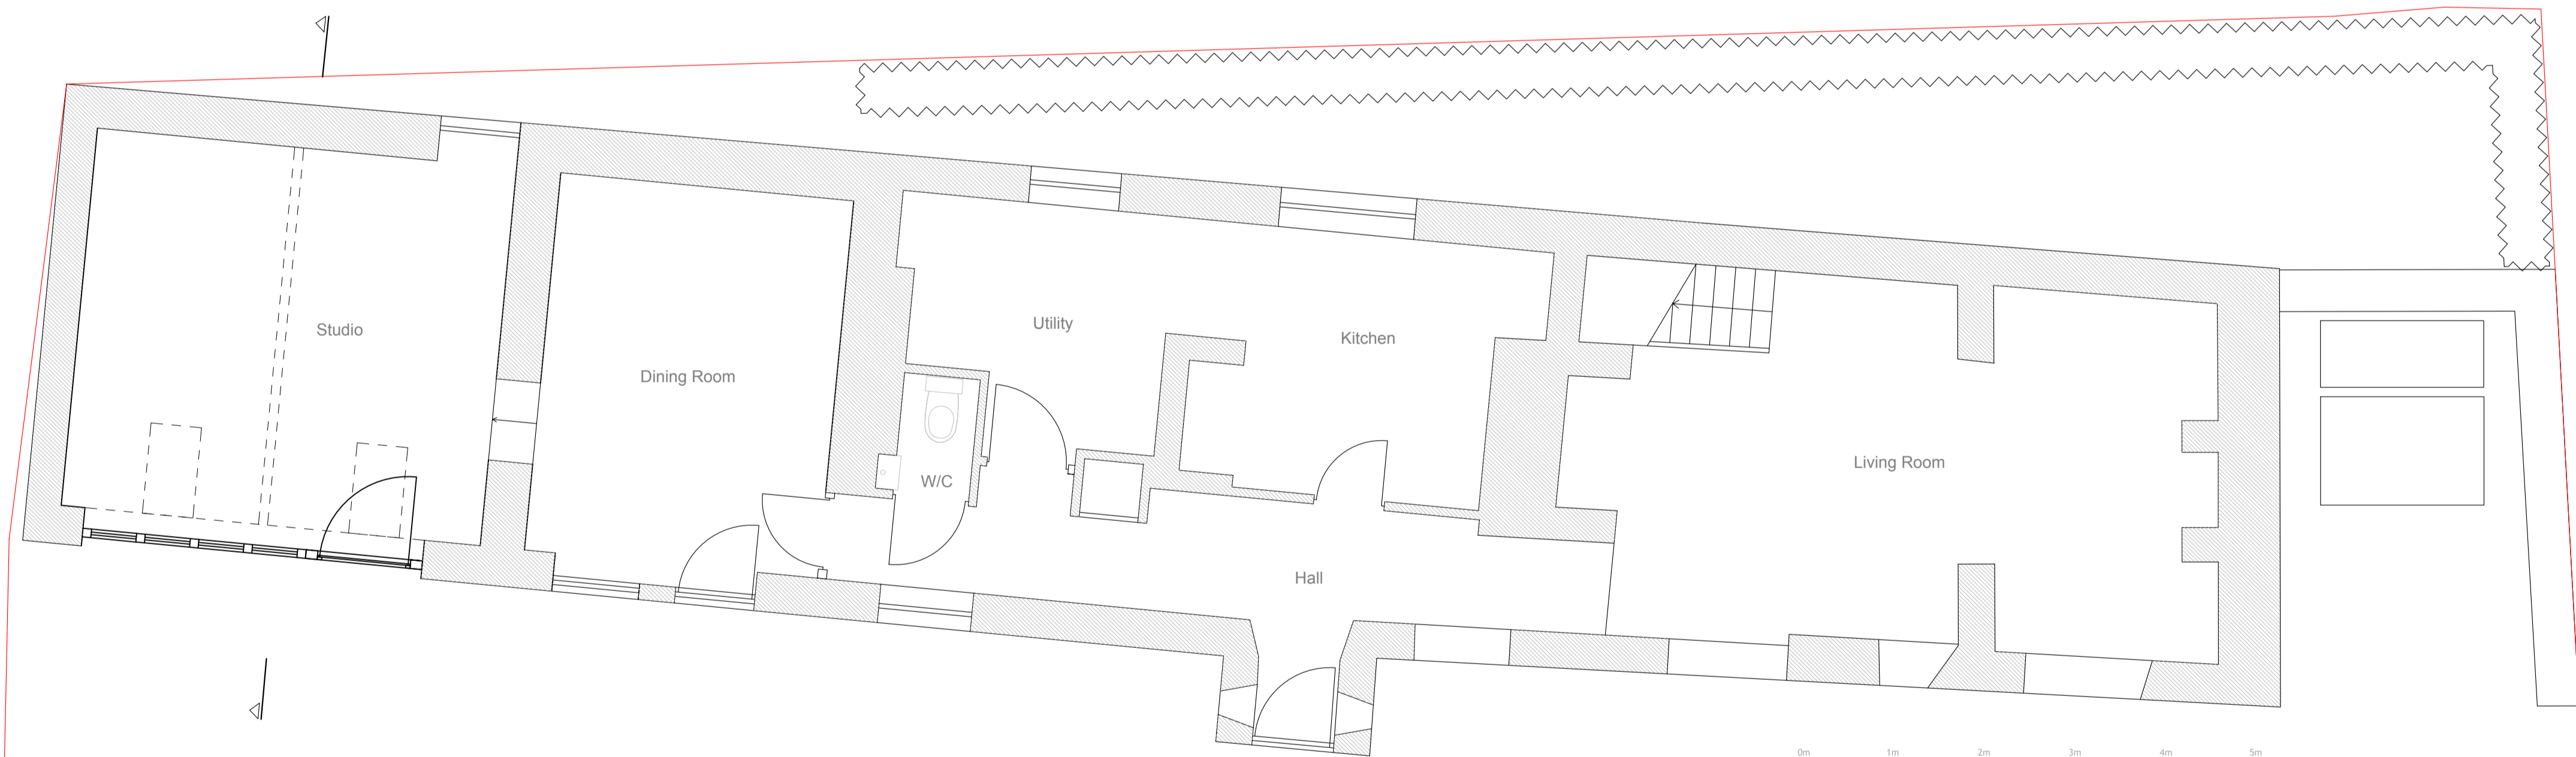 Studio
Dining Room
Utility
Kitchen
W/C
Living Room
Hall
0m 1m 2m 3m 4m 5m